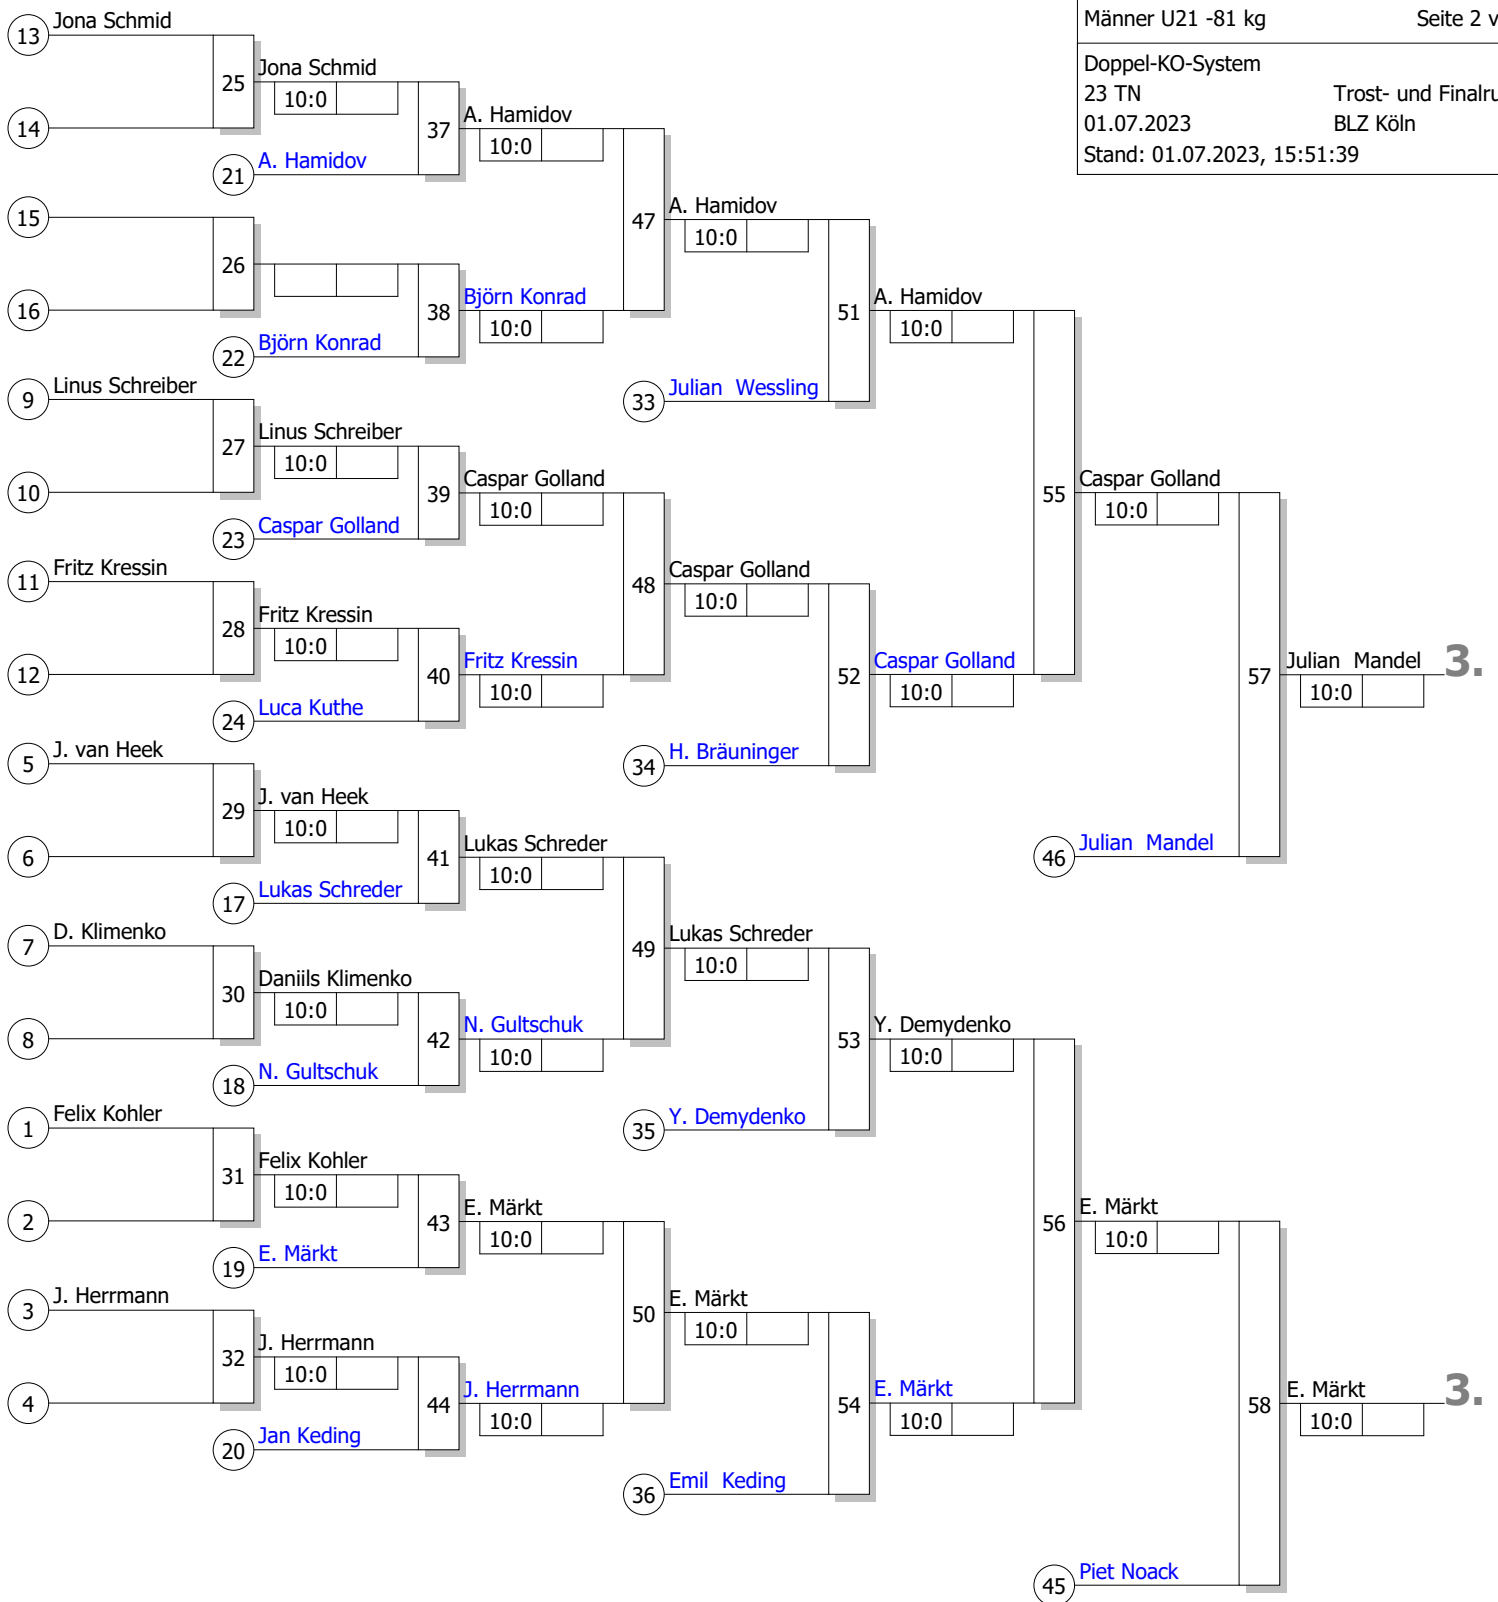 Männer U21 -81 kg Seite 2 v
Doppel-KO-System
23 TN Trost- und Finalru
01.07.2023 BLZ Köln
Stand: 01.07.2023, 15:51:39
13 Jona Schmid
25 Jona Schmid
10:0
14
37 A. Hamidov
10:0
21 A. Hamidov
15
47 A. Hamidov
10:0
26
16
38 Björn Konrad
10:0
22 Björn Konrad
51 A. Hamidov
10:0
33 Julian Wessling
9 Linus Schreiber
27 Linus Schreiber
10:0
10
39 Caspar Golland
10:0
23 Caspar Golland
55 Caspar Golland
10:0
11 Fritz Kressin
48 Caspar Golland
10:0
28 Fritz Kressin
10:0
12
40 Fritz Kressin
10:0
24 Luca Kuthe
52 Caspar Golland
10:0
34 H. Bräuninger
57 Julian Mandel 3.
10:0
5 J. van Heek
29 J. van Heek
10:0
6
41 Lukas Schreder
10:0
46 Julian Mandel
17 Lukas Schreder
7 D. Klimenko
49 Lukas Schreder
10:0
30 Daniils Klimenko
10:0
8
42 N. Gultschuk
10:0
18 N. Gultschuk
53 Y. Demydenko
10:0
35 Y. Demydenko
1 Felix Kohler
31 Felix Kohler
10:0
2
43 E. Märkt
10:0
19 E. Märkt
56 E. Märkt
10:0
3 J. Herrmann
50 E. Märkt
10:0
32 J. Herrmann
10:0
4
44 J. Herrmann
10:0
20 Jan Keding
54 E. Märkt
10:0
36 Emil Keding
58 E. Märkt 3.
10:0
45 Piet Noack